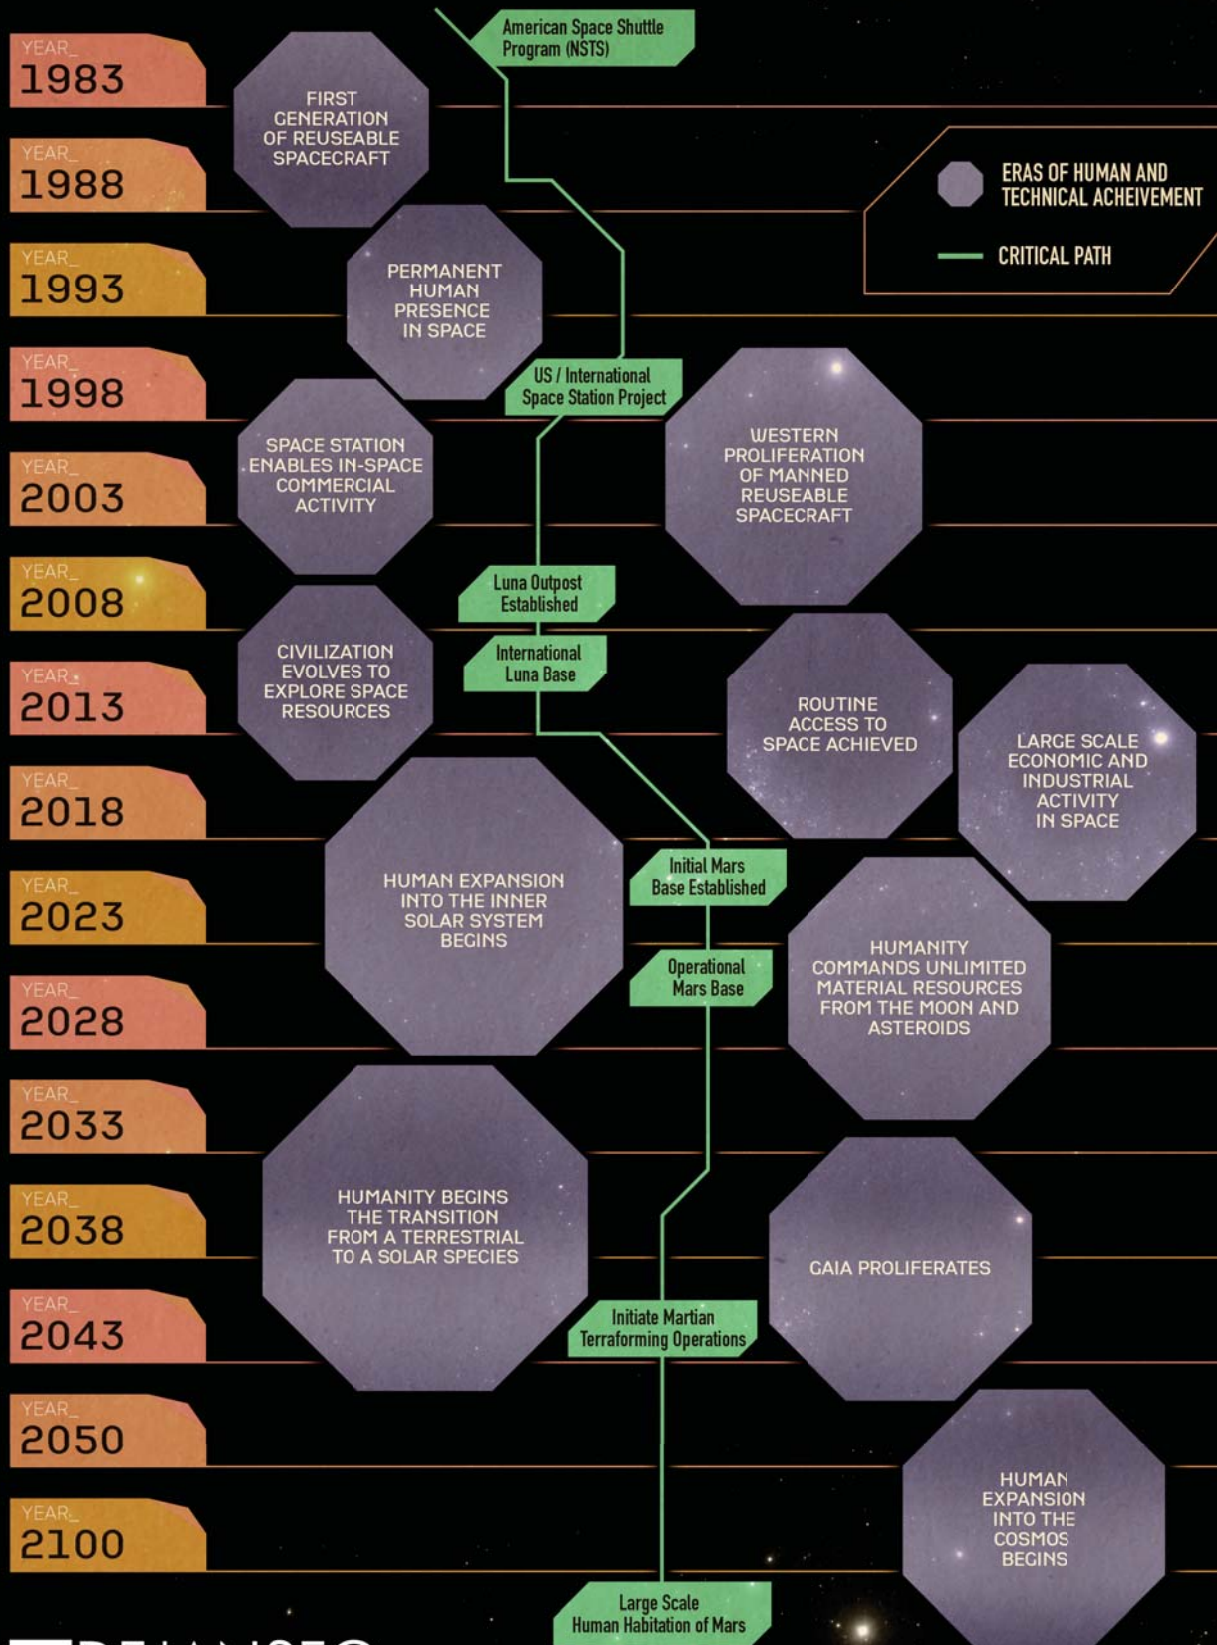 American Space Shuttle
Program (NSTS)
YEAR_
1983
FIRST
GENERATION
OF REUSEABLE
SPACECRAFT
YEAR_
1988
ERAS OF HUMAN AND
TECHNICAL ACHEIVEMENT
CRITICAL PATH
YEAR_
1993
PERMANENT
HUMAN
PRESENCE
IN SPACE
YEAR_
1998
US / International
Space Station Project
SPACE STATION
ENABLES IN-SPACE
COMMERCIAL
ACTIVITY
WESTERN
PROLIFERATION
OF MANNED
REUSEABLE
SPACECRAFT
YEAR_
2003
YEAR_
2008
Luna Outpost
Established
International
Luna Base
CIVILIZATION
EVOLVES TO
EXPLORE SPACE
RESOURCES
YEAR_
2013
ROUTINE
ACCESS TO
SPACE ACHIEVED
LARGE SCALE
ECONOMIC AND
INDUSTRIAL
ACTIVITY
IN SPACE
YEAR_
2018
Initial Mars
Base Established
HUMAN EXPANSION
INTO THE INNER
SOLAR SYSTEM
BEGINS
YEAR_
2023
Operational
Mars Base
HUMANITY
COMMANDS UNLIMITED
MATERIAL RESOURCES
FROM THE MOON AND
ASTEROIDS
YEAR_
2028
YEAR_
2033
HUMANITY BEGINS
THE TRANSITION
FROM A TERRESTRIAL
TO A SOLAR SPECIES
YEAR_
2038
GAIA PROLIFERATES
YEAR_
2043
Initiate Martian
Terraforming Operations
YEAR_
2050
HUMAN
EXPANSION
INTO THE
COSMOS
BEGINS
YEAR_
2100
Large Scale
Human Habitation of Mars